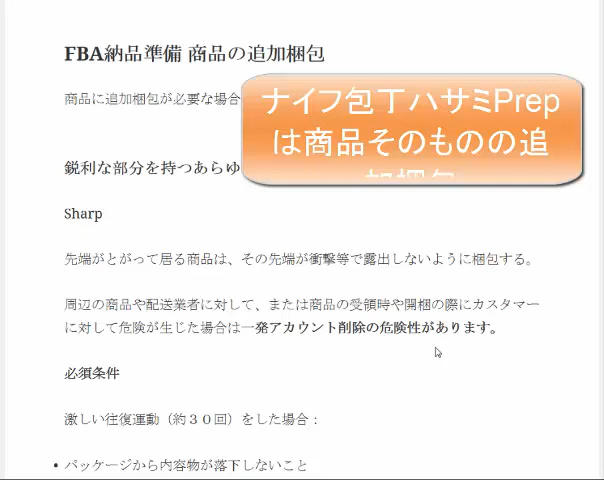 FBA納品準備 商品の追加梱包
商品に追加梱包が必要な場合
ナイフ包丁ハサミPrep
は商品そのものの追
鋭利な部分を持つあらゆ
Sharp
先端がとがって居る商品は、その先端が衝撃等で露出しないように梱包する。
周辺の商品や配送業者に対して、または商品の受領時や開梱の際にカスタマー
に対して危険が生じた場合は一発アカウント削除の危険性があります。
必須条件
激しい往復運動（約３０回）をした場合：
• パッケージから内容物が落下しないこと